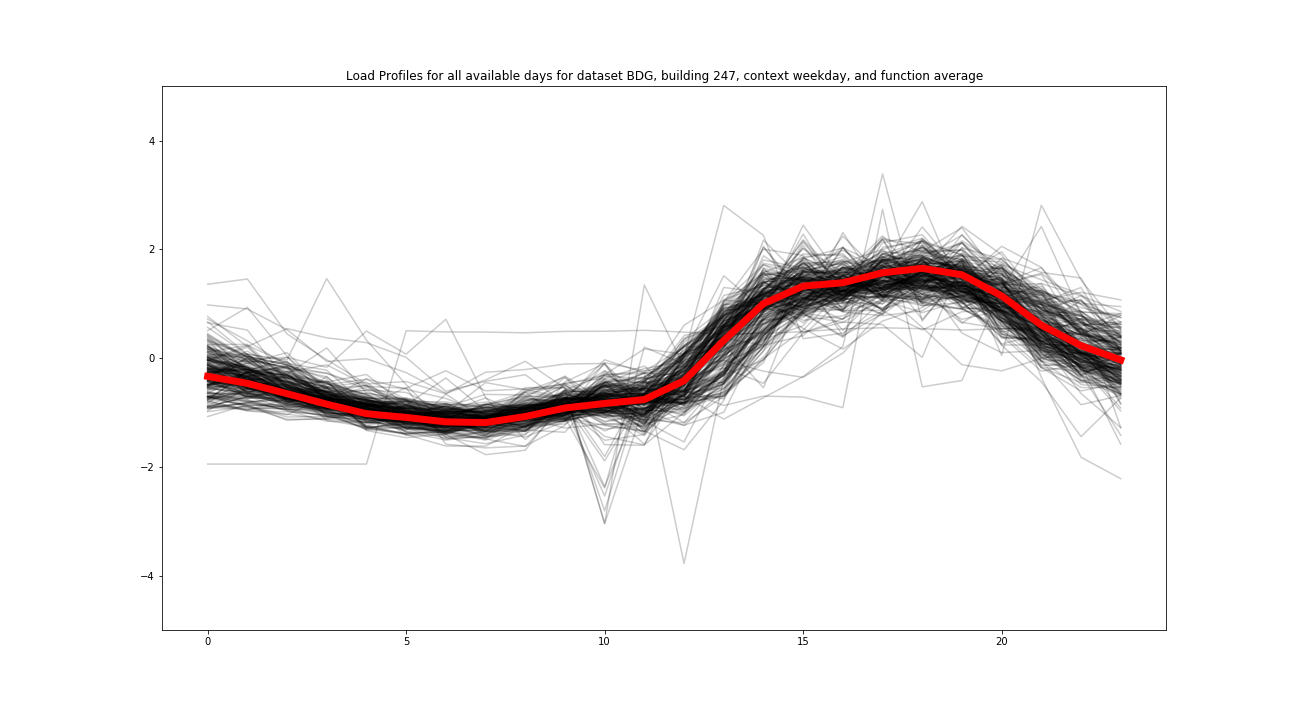 Load Profiles for all available days for dataset BDG, building 247, context weekday, and function average
4
2
0
−2
−4
0 5 10 15 20